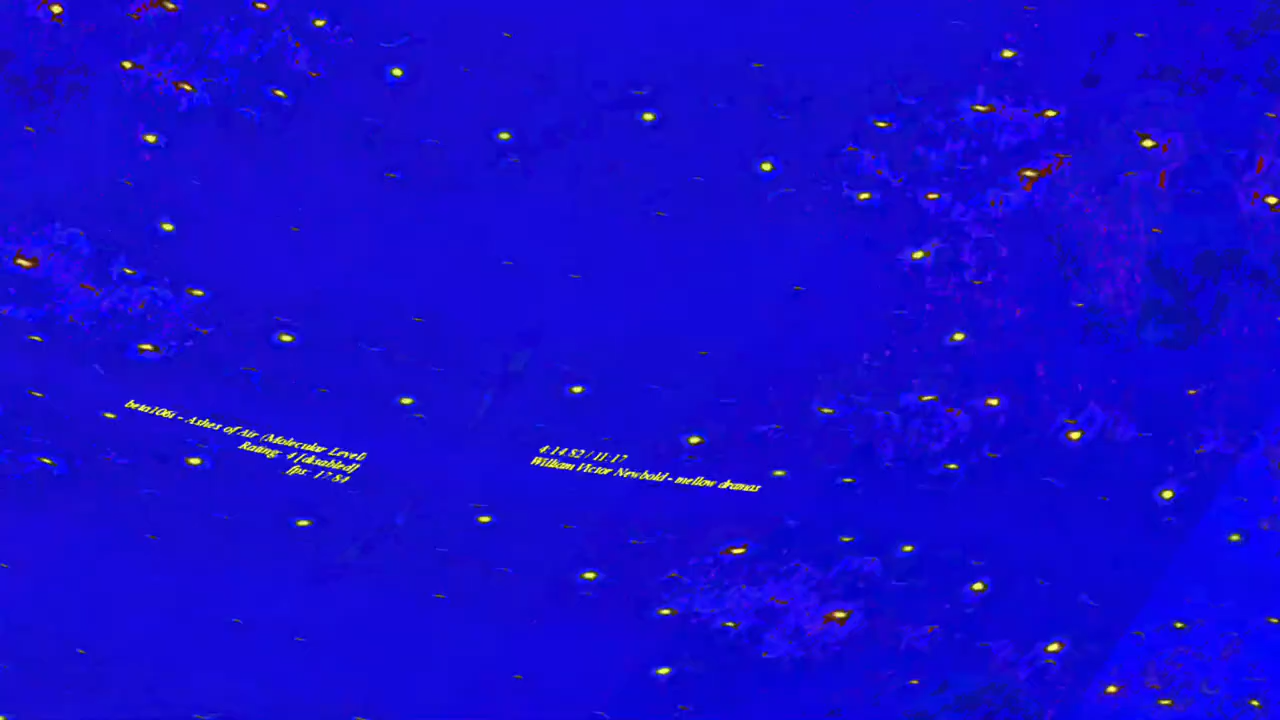 beta106i - Ashes of Air (Molecular Level)
Rating: 4 [disabled]
fps: 17.84
4:14.82 / 11:17
William Victor Newbold - mellow dramas